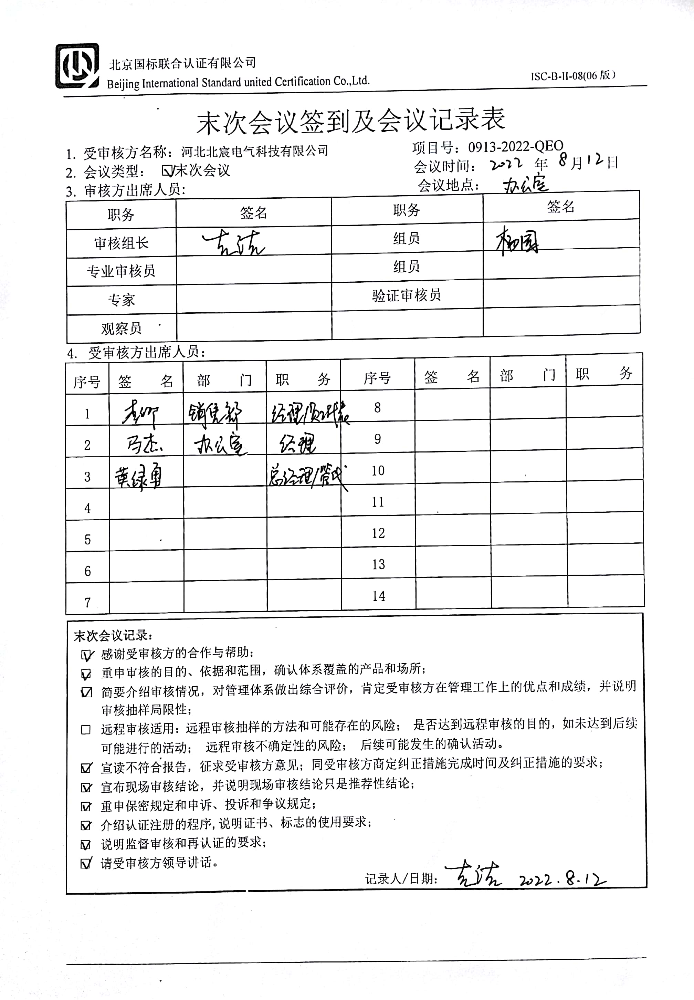 北京国标联合认证有限公司
Beijing International Standard united Certification Co.,Ltd.
ISC-B-II-08(06 版)
末次会议签到及会议记录表
1. 受审核方名称：河北北宸电气科技有限公司 项目号：0913-2022-QEO
2. 会议类型： ☑末次会议 会议时间： 2022 年 8 月 12 日
3. 审核方出席人员: 会议地点： 办公室
职务 签名 职务 签名
审核组长 组员 杨园
专业审核员 组员
专家 验证审核员
观察员
4. 受审核方出席人员：
序号 签 名 部 门 职 务 序号 签 名 部 门 职 务
1 销售部 经理/ 8
2 马杰 办公室 经理 9
3 葉绿勇 总经理/管代 10
4 11
5 12
6 13
7 14
末次会议记录：
☑ 感谢受审核方的合作与帮助；
☑ 重申审核的目的、依据和范围，确认体系覆盖的产品和场所；
☑ 简要介绍审核情况，对管理体系做出综合评价，肯定受审核方在管理工作上的优点和成绩，并说明
审核抽样局限性；
□ 远程审核适用：远程审核抽样的方法和可能存在的风险； 是否达到远程审核的目的，如未达到后续
可能进行的活动； 远程审核不确定性的风险； 后续可能发生的确认活动。
☑ 宣读不符合报告，征求受审核方意见；同受审核方商定纠正措施完成时间及纠正措施的要求；
☑ 宣布现场审核结论，并说明现场审核结论只是推荐性结论；
☑ 重申保密规定和申诉、投诉和争议规定；
☑ 介绍认证注册的程序,说明证书、标志的使用要求；
☑ 说明监督审核和再认证的要求；
☑ 请受审核方领导讲话。
记录人/日期： 2022.8.12